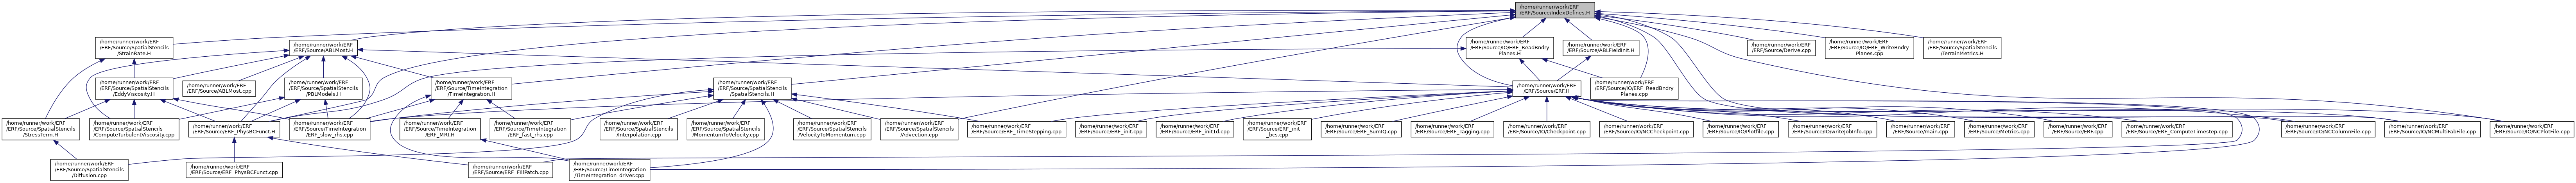 /home/runner/work/ERF
/ERF/Source/IndexDefines.H
/home/runner/work/ERF
/ERF/Source/SpatialStencils
/StrainRate.H
/home/runner/work/ERF
/ERF/Source/ABLMost.H
/home/runner/work/ERF
/ERF/Source/IO/ERF_ReadBndry
Planes.H
/home/runner/work/ERF
/ERF/Source/ABLFieldInit.H
/home/runner/work/ERF
/ERF/Source/Derive.cpp
/home/runner/work/ERF
/ERF/Source/IO/ERF_WriteBndry
Planes.cpp
/home/runner/work/ERF
/ERF/Source/SpatialStencils
/TerrainMetrics.H
/home/runner/work/ERF
/ERF/Source/SpatialStencils
/EddyViscosity.H
/home/runner/work/ERF
/ERF/Source/ABLMost.cpp
/home/runner/work/ERF
/ERF/Source/SpatialStencils
/PBLModels.H
/home/runner/work/ERF
/ERF/Source/TimeIntegration
/TimeIntegration.H
/home/runner/work/ERF
/ERF/Source/SpatialStencils
/SpatialStencils.H
/home/runner/work/ERF
/ERF/Source/ERF.H
/home/runner/work/ERF
/ERF/Source/IO/ERF_ReadBndry
Planes.cpp
/home/runner/work/ERF
/ERF/Source/SpatialStencils
/StressTerm.H
/home/runner/work/ERF
/ERF/Source/SpatialStencils
/ComputeTurbulentViscosity.cpp
/home/runner/work/ERF
/ERF/Source/ERF_PhysBCFunct.H
/home/runner/work/ERF
/ERF/Source/TimeIntegration
/ERF_slow_rhs.cpp
/home/runner/work/ERF
/ERF/Source/TimeIntegration
/ERF_MRI.H
/home/runner/work/ERF
/ERF/Source/TimeIntegration
/ERF_fast_rhs.cpp
/home/runner/work/ERF
/ERF/Source/SpatialStencils
/Interpolation.cpp
/home/runner/work/ERF
/ERF/Source/SpatialStencils
/MomentumToVelocity.cpp
/home/runner/work/ERF
/ERF/Source/SpatialStencils
/VelocityToMomentum.cpp
/home/runner/work/ERF
/ERF/Source/SpatialStencils
/Advection.cpp
/home/runner/work/ERF
/ERF/Source/ERF_TimeStepping.cpp
/home/runner/work/ERF
/ERF/Source/ERF_init.cpp
/home/runner/work/ERF
/ERF/Source/ERF_init1d.cpp
/home/runner/work/ERF
/ERF/Source/ERF_init
_bcs.cpp
/home/runner/work/ERF
/ERF/Source/ERF_SumIQ.cpp
/home/runner/work/ERF
/ERF/Source/ERF_Tagging.cpp
/home/runner/work/ERF
/ERF/Source/IO/Checkpoint.cpp
/home/runner/work/ERF
/ERF/Source/IO/NCCheckpoint.cpp
/home/runner/work/ERF
/ERF/Source/IO/Plotfile.cpp
/home/runner/work/ERF
/ERF/Source/IO/writeJobInfo.cpp
/home/runner/work/ERF
/ERF/Source/main.cpp
/home/runner/work/ERF
/ERF/Source/Metrics.cpp
/home/runner/work/ERF
/ERF/Source/ERF.cpp
/home/runner/work/ERF
/ERF/Source/ERF_ComputeTimestep.cpp
/home/runner/work/ERF
/ERF/Source/IO/NCColumnFile.cpp
/home/runner/work/ERF
/ERF/Source/IO/NCMultiFabFile.cpp
/home/runner/work/ERF
/ERF/Source/IO/NCPlotFile.cpp
/home/runner/work/ERF
/ERF/Source/SpatialStencils
/Diffusion.cpp
/home/runner/work/ERF
/ERF/Source/ERF_PhysBCFunct.cpp
/home/runner/work/ERF
/ERF/Source/ERF_FillPatch.cpp
/home/runner/work/ERF
/ERF/Source/TimeIntegration
/TimeIntegration_driver.cpp